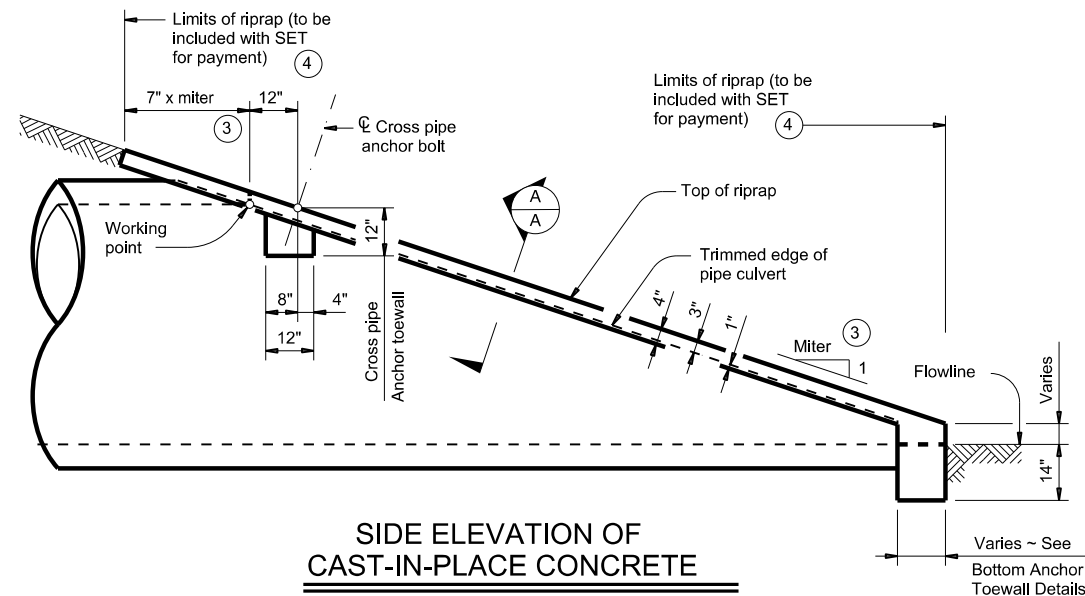 Limits of riprap (to be
included with SET
for payment)
4
7" x miter
12"
3
℄ Cross pipe
anchor bolt
Limits of riprap (to be
included with SET
for payment)
4
A
A
Top of riprap
Working
point
12"
Trimmed edge of
pipe culvert
8"
4"
12"
Cross pipe
Anchor toewall
4"
3"
1"
Miter
3
1
Flowline
Varies
14"
SIDE ELEVATION OF
CAST-IN-PLACE CONCRETE
Varies ~ See
Bottom Anchor
Toewall Details